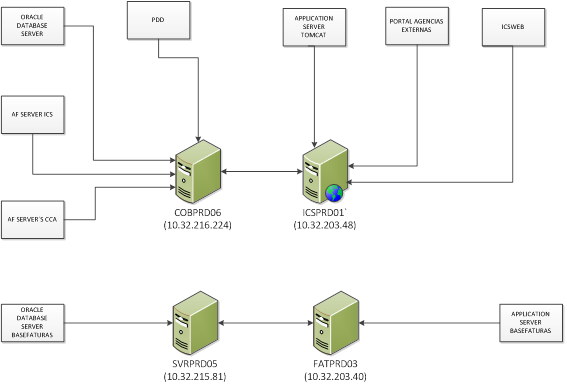 ORACLE
DATABASE
SERVER
PDD
APPLICATION
SERVER
TOMCAT
PORTAL AGENCIAS
EXTERNAS
ICSWEB
AF SERVER ICS
AF SERVER'S CCA
COBPRD06
(10.32.216.224)
ICSPRD01'
(10.32.203.48)
ORACLE
DATABASE
SERVER
BASEFATURAS
APPLICATION
SERVER
BASEFATURAS
SVRPRD05
(10.32.215.81)
FATPRD03
(10.32.203.40)